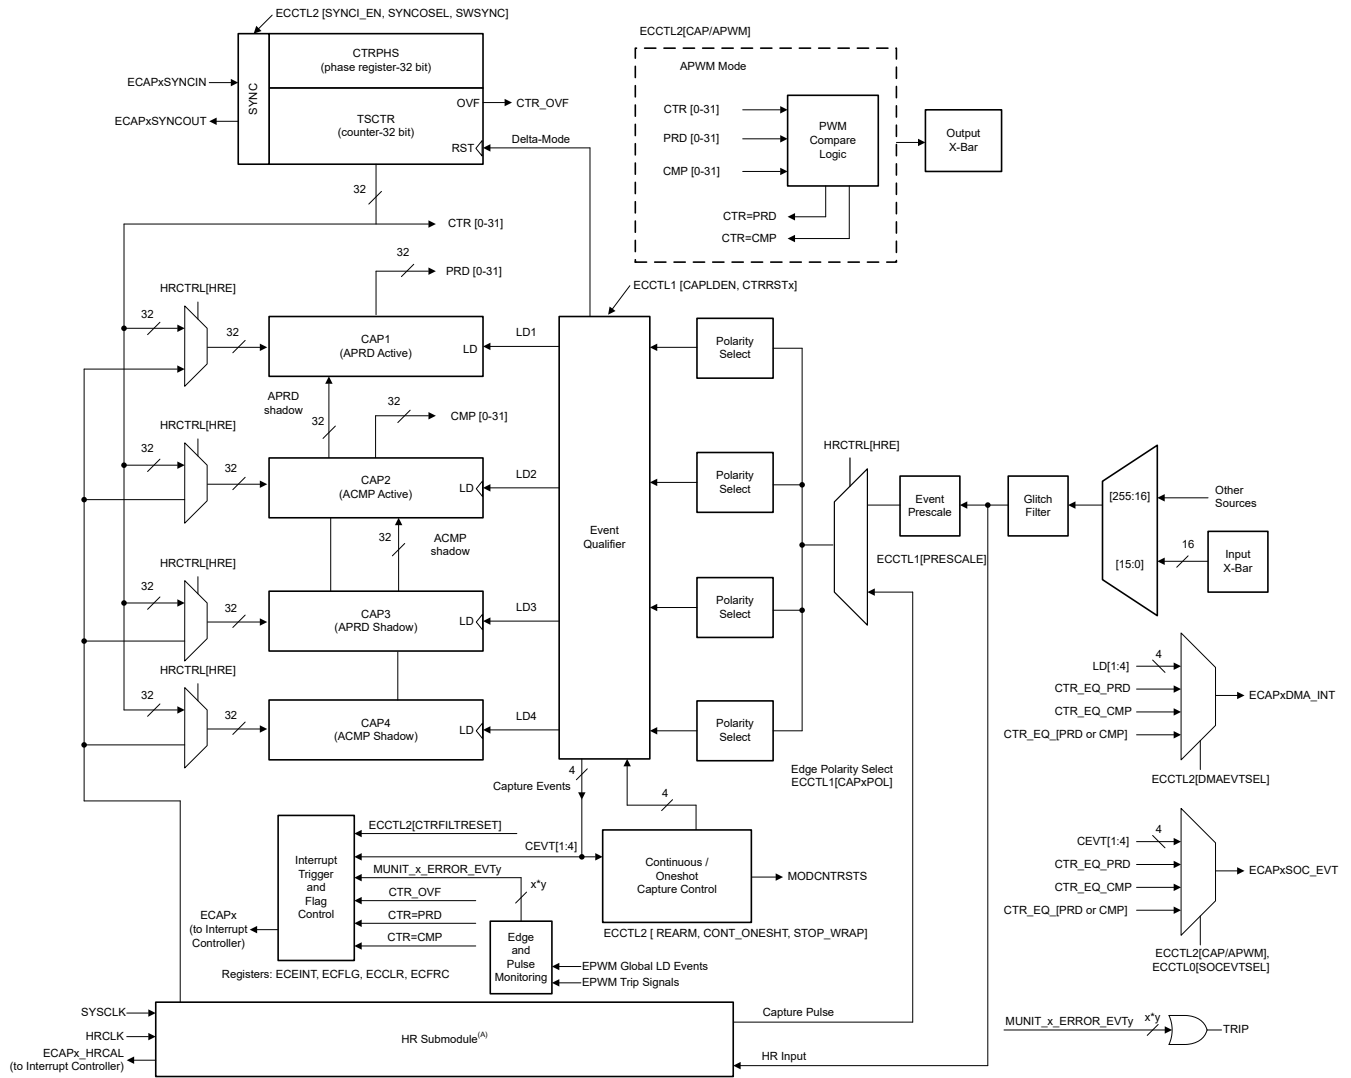 ECCTL2 [SYNCI_EN, SYNCOSEL, SWSYNC]
CTRPHS
(phase register-32 bit)
SYNC
ECAPxSYNCIN
ECAPxSYNCOUT
TSCTR
(counter-32 bit)
OVF
CTR_OVF
RST
Delta-Mode
32
CTR [0-31]
32
PRD [0-31]
ECCTL2[CAP/APWM]
APWM Mode
CTR [0-31]
PRD [0-31]
CMP [0-31]
PWM
Compare
Logic
CTR=PRD
CTR=CMP
Output
X-Bar
ECCTL1 [CAPLDEN, CTRRSTx]
HRCTRL[HRE]
32
32
CAP1
(APRD Active)
LD
LD1
Polarity
Select
APRD
shadow
32
32
CMP [0-31]
HRCTRL[HRE]
32
32
CAP2
(ACMP Active)
LD
LD2
Polarity
Select
32
ACMP
shadow
Event
Qualifier
HRCTRL[HRE]
Event
Prescale
ECCTL1[PRESCALE]
Glitch
Filter
[255:16]
[15:0]
Other
Sources
16
Input
X-Bar
HRCTRL[HRE]
32
32
CAP3
(APRD Shadow)
LD
LD3
Polarity
Select
HRCTRL[HRE]
32
32
CAP4
(ACMP Shadow)
LD
LD4
Polarity
Select
Edge Polarity Select
ECCTL1[CAPxPOL]
LD[1:4]
4
CTR_EQ_PRD
CTR_EQ_CMP
CTR_EQ_[PRD or CMP]
ECAPxDMA_INT
ECCTL2[DMAEVTSEL]
4
Capture Events
4
ECCTL2[CTRFILTRESET]
CEVT[1:4]
MUNIT_x_ERROR_EVTy
x*y
CTR_OVF
CTR=PRD
CTR=CMP
Interrupt
Trigger
and
Flag
Control
ECAPx
(to Interrupt
Controller)
Registers: ECEINT, ECFLG, ECCLR, ECFRC
Continuous /
Oneshot
Capture Control
MODCNTRSTS
ECCTL2 [ REARM, CONT_ONESHT, STOP_WRAP]
Edge
and
Pulse
Monitoring
EPWM Global LD Events
EPWM Trip Signals
CEVT[1:4]
4
CTR_EQ_PRD
CTR_EQ_CMP
CTR_EQ_[PRD or CMP]
ECAPxSOC_EVT
ECCTL2[CAP/APWM],
ECCTL0[SOCEVTSEL]
SYSCLK
HRCLK
ECAPx_HRCAL
(to Interrupt Controller)
HR Submodule(A)
Capture Pulse
HR Input
MUNIT_x_ERROR_EVTy
x*y
TRIP